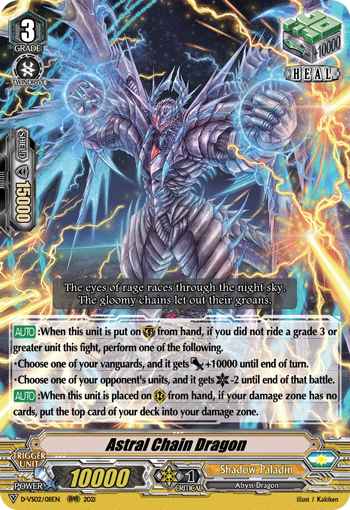 3
GRADE
+10000
HEAL
SHIELD
15000
The eyes of rage races through the night sky.
The gloomy chains let out their groans.
AUTO:When this unit is put on from hand, if you did not ride a grade 3 or
greater unit this fight, perform one of the following.
•Choose one of your vanguards, and it gets +10000 until end of turn.
•Choose one of your opponent's units, and it gets -2 until end of that battle.
AUTO:When this unit is placed on from hand, if your damage zone has no
cards, put the top card of your deck into your damage zone.
Astral Chain Dragon
TRIGGER
UNIT
POWER
10000
1
CRITICAL
Shadow Paladin
Abyss Dragon
D-VS02/011EN RRR 2021
Illust / Kakiken